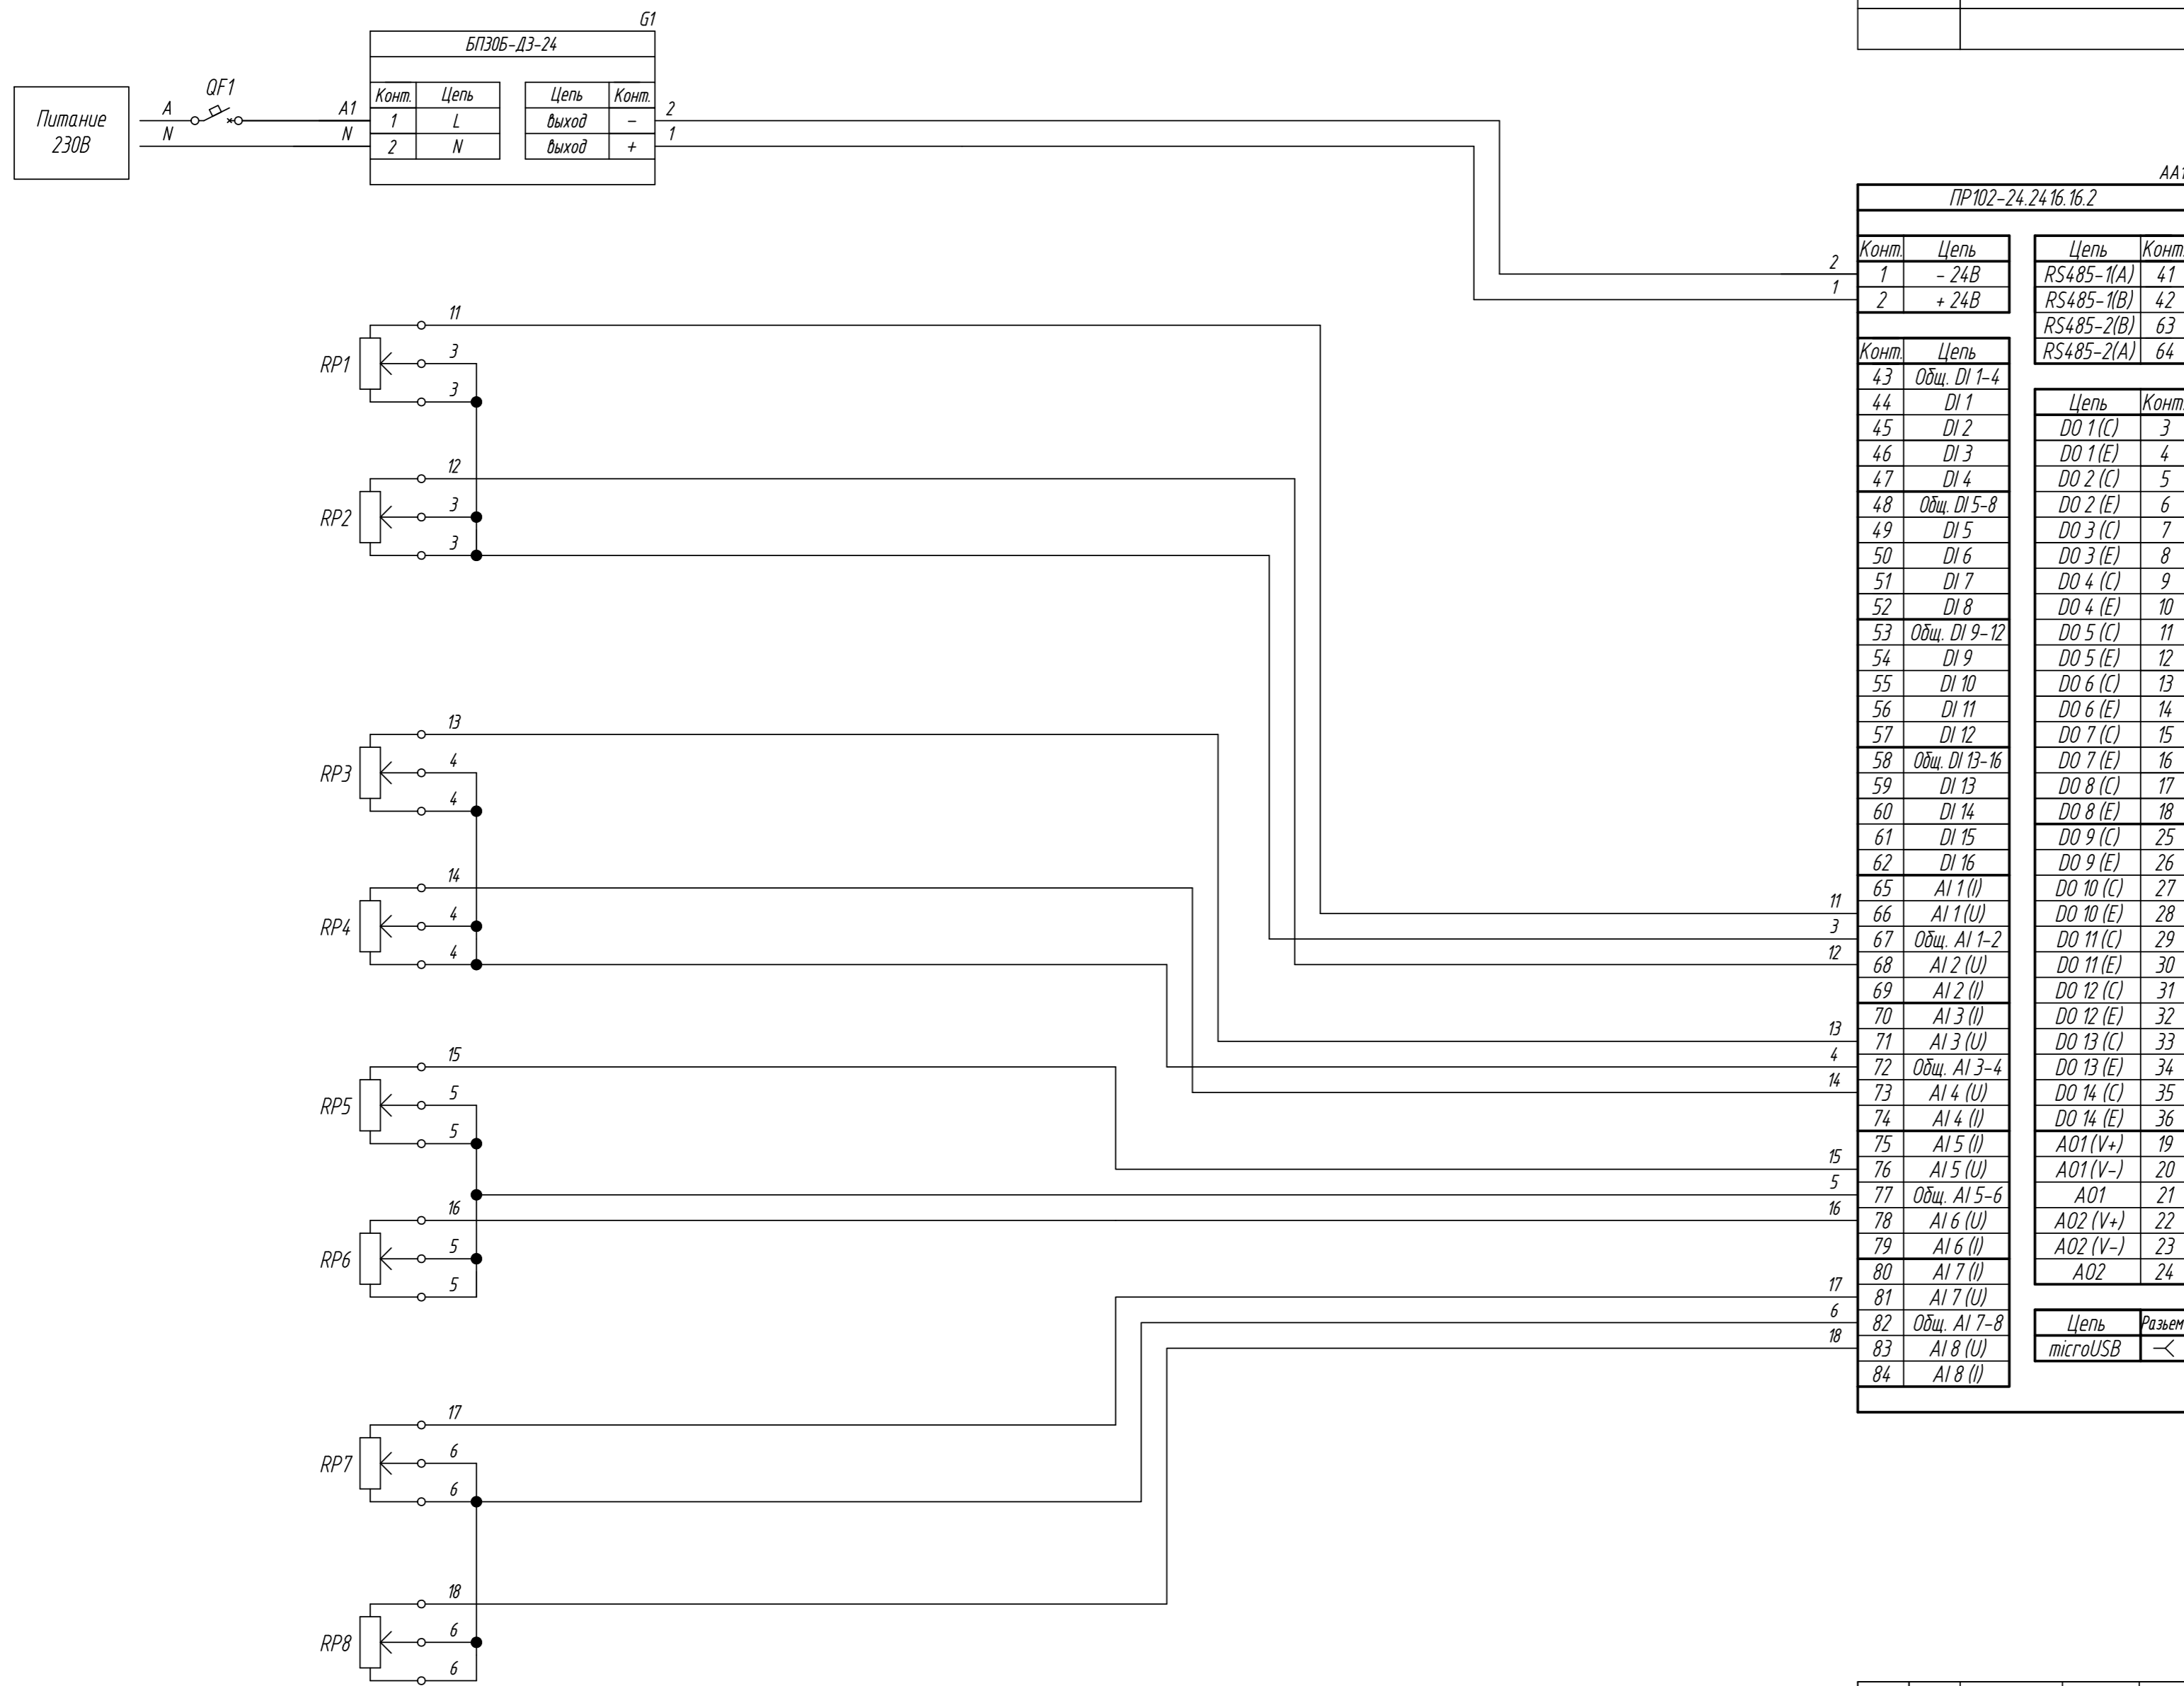 G1
БП30Б-Д3-24
Конт. Цепь Цепь Конт.
1 L выход -
2 N выход +
Питание
230В
A QF1 A1
N N
2
1
AA1
ПР102-24.2416.16.2
Конт. Цепь
1 - 24В
2 + 24В
2
1
Цепь Конт.
RS485-1(A) 41
RS485-1(B) 42
RS485-2(B) 63
RS485-2(A) 64
Конт. Цепь
43 Общ. DI 1-4
44 DI 1
45 DI 2
46 DI 3
47 DI 4
48 Общ. DI 5-8
49 DI 5
50 DI 6
51 DI 7
52 DI 8
53 Общ. DI 9-12
54 DI 9
55 DI 10
56 DI 11
57 DI 12
58 Общ. DI 13-16
59 DI 13
60 DI 14
61 DI 15
62 DI 16
65 AI 1 (I)
11 66 AI 1 (U)
3 67 Общ. AI 1-2
12 68 AI 2 (U)
69 AI 2 (I)
70 AI 3 (I)
13 71 AI 3 (U)
4 72 Общ. AI 3-4
14 73 AI 4 (U)
74 AI 4 (I)
75 AI 5 (I)
15 76 AI 5 (U)
5 77 Общ. AI 5-6
16 78 AI 6 (U)
79 AI 6 (I)
80 AI 7 (I)
17 81 AI 7 (U)
6 82 Общ. AI 7-8
18 83 AI 8 (U)
84 AI 8 (I)
Цепь Конт.
DO 1 (C) 3
DO 1 (E) 4
DO 2 (C) 5
DO 2 (E) 6
DO 3 (C) 7
DO 3 (E) 8
DO 4 (C) 9
DO 4 (E) 10
DO 5 (C) 11
DO 5 (E) 12
DO 6 (C) 13
DO 6 (E) 14
DO 7 (C) 15
DO 7 (E) 16
DO 8 (C) 17
DO 8 (E) 18
DO 9 (C) 25
DO 9 (E) 26
DO 10 (C) 27
DO 10 (E) 28
DO 11 (C) 29
DO 11 (E) 30
DO 12 (C) 31
DO 12 (E) 32
DO 13 (C) 33
DO 13 (E) 34
DO 14 (C) 35
DO 14 (E) 36
AO1 (V+) 19
AO1 (V-) 20
AO1 21
AO2 (V+) 22
AO2 (V-) 23
AO2 24
Цепь Разъем
microUSB
11
RP1 3
3
12
RP2 3
3
13
RP3 4
4
14
RP4 4
4
15
RP5 5
5
16
RP6 5
5
17
RP7 6
6
18
RP8 6
6